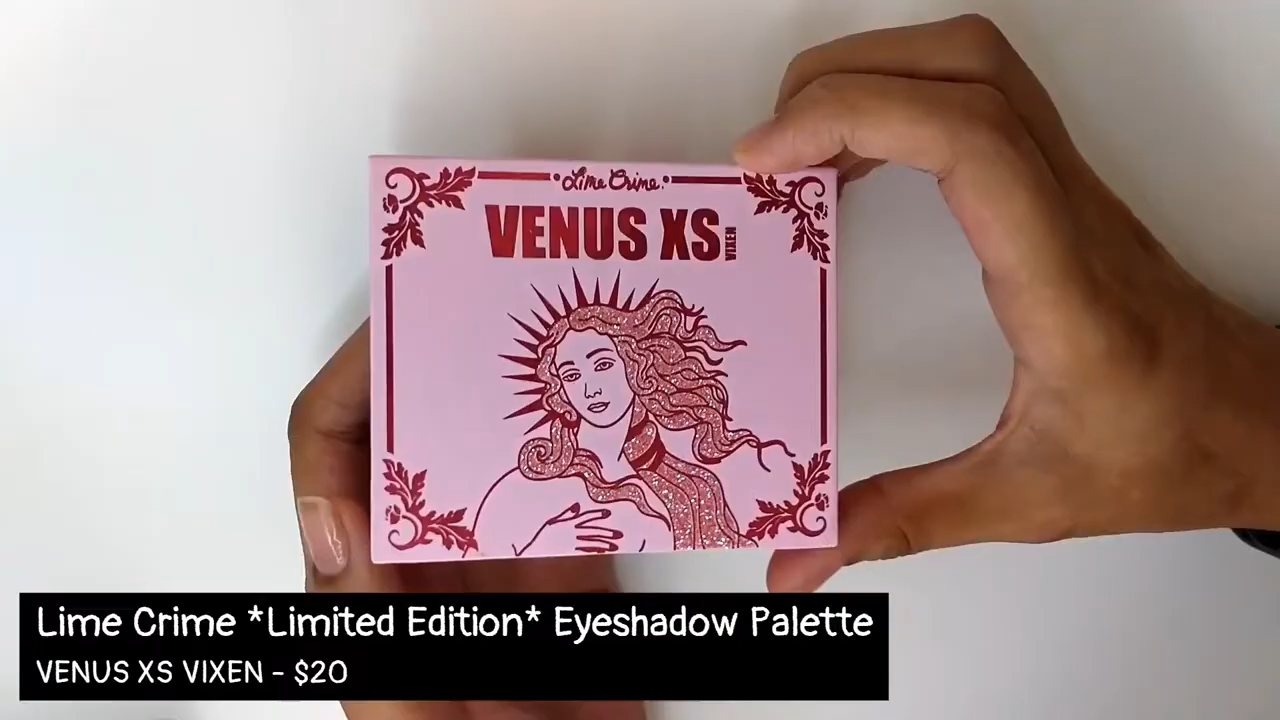 Lime Crime.
VENUS XS
VIXEN
Lime Crime *Limited Edition* Eyeshadow Palette
VENUS XS VIXEN - $20